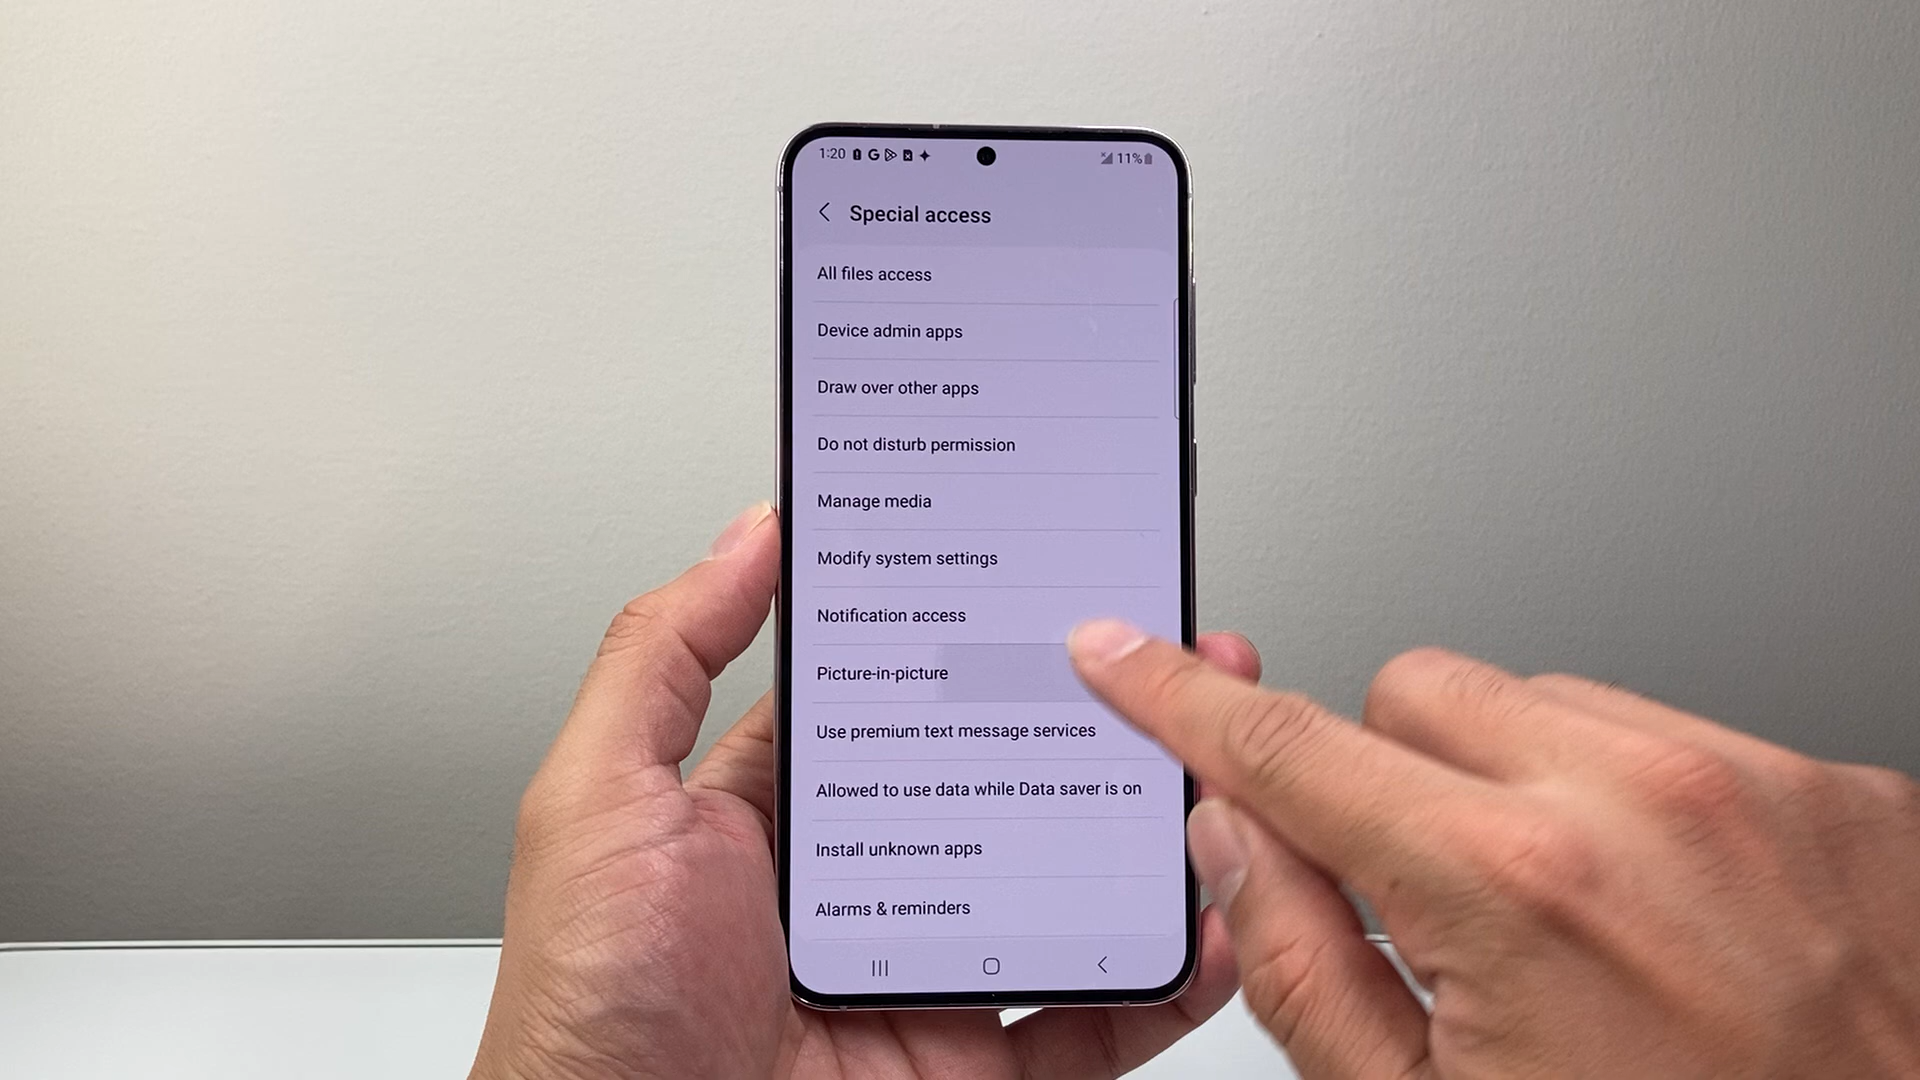 1:20 G 11%
Special access
All files access
Device admin apps
Draw over other apps
Do not disturb permission
Manage media
Modify system settings
Notification access
Picture-in-picture
Use premium text message services
Allowed to use data while Data saver is on
Install unknown apps
Alarms & reminders